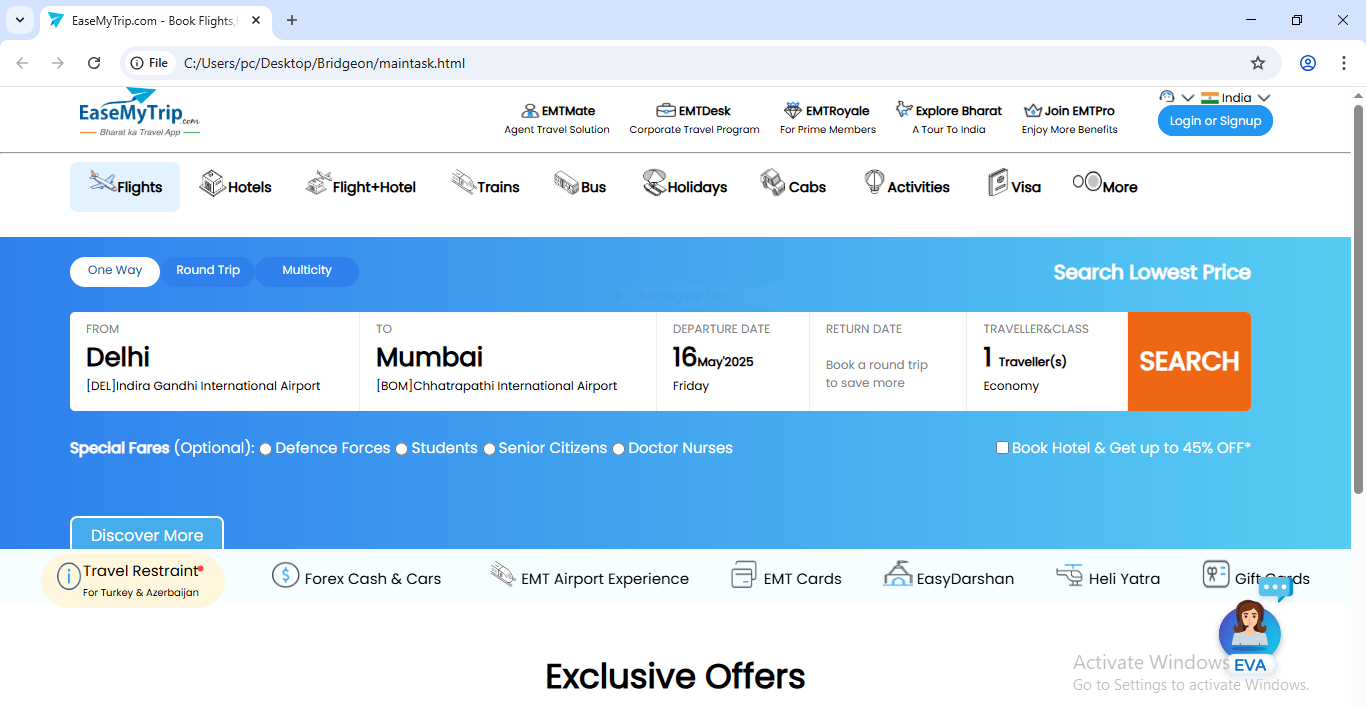 EaseMyTrip.com - Book Flights,
File C:/Users/pc/Desktop/Bridgeon/maintask.html
EaseMyTrip.com
Bharat ka Travel App
EMTMate
Agent Travel Solution
EMTDesk
Corporate Travel Program
EMTRoyale
For Prime Members
Explore Bharat
A Tour To India
Join EMTPro
Enjoy More Benefits
India
Login or Signup
Flights Hotels Flight+Hotel Trains Bus Holidays Cabs Activities Visa More
One Way Round Trip Multicity
Search Lowest Price
Rectangular Snip
FROM
Delhi
[DEL]Indira Gandhi International Airport
TO
Mumbai
[BOM]Chhatrapathi International Airport
DEPARTURE DATE
16May'2025
Friday
RETURN DATE
Book a round trip
to save more
TRAVELLER&CLASS
1 Traveller(s)
Economy
SEARCH
Special Fares (Optional): Defence Forces Students Senior Citizens Doctor Nurses
Book Hotel & Get up to 45% OFF*
Discover More
Travel Restraint
For Turkey & Azerbaijan
Forex Cash & Cars
EMT Airport Experience
EMT Cards
EasyDarshan
Heli Yatra
Gift Cards
EVA
Exclusive Offers
Activate Windows
Go to Settings to activate Windows.